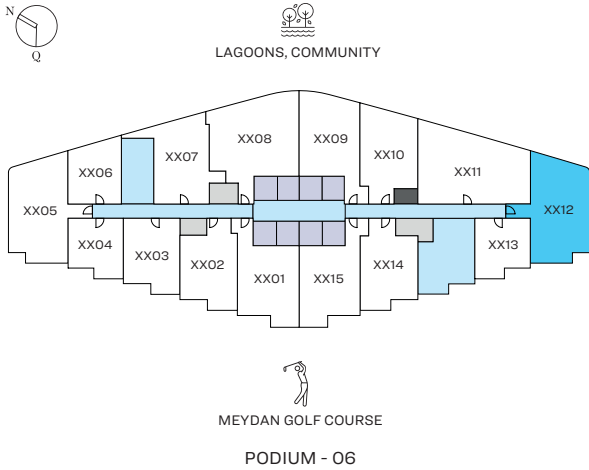 N
Q
LAGOONS, COMMUNITY
XX08
XX09
XX07
XX10
XX06
XX11
XX05
XX12
XX04
XX13
XX03
XX02
XX14
XX01
XX15
MEYDAN GOLF COURSE
PODIUM - 06